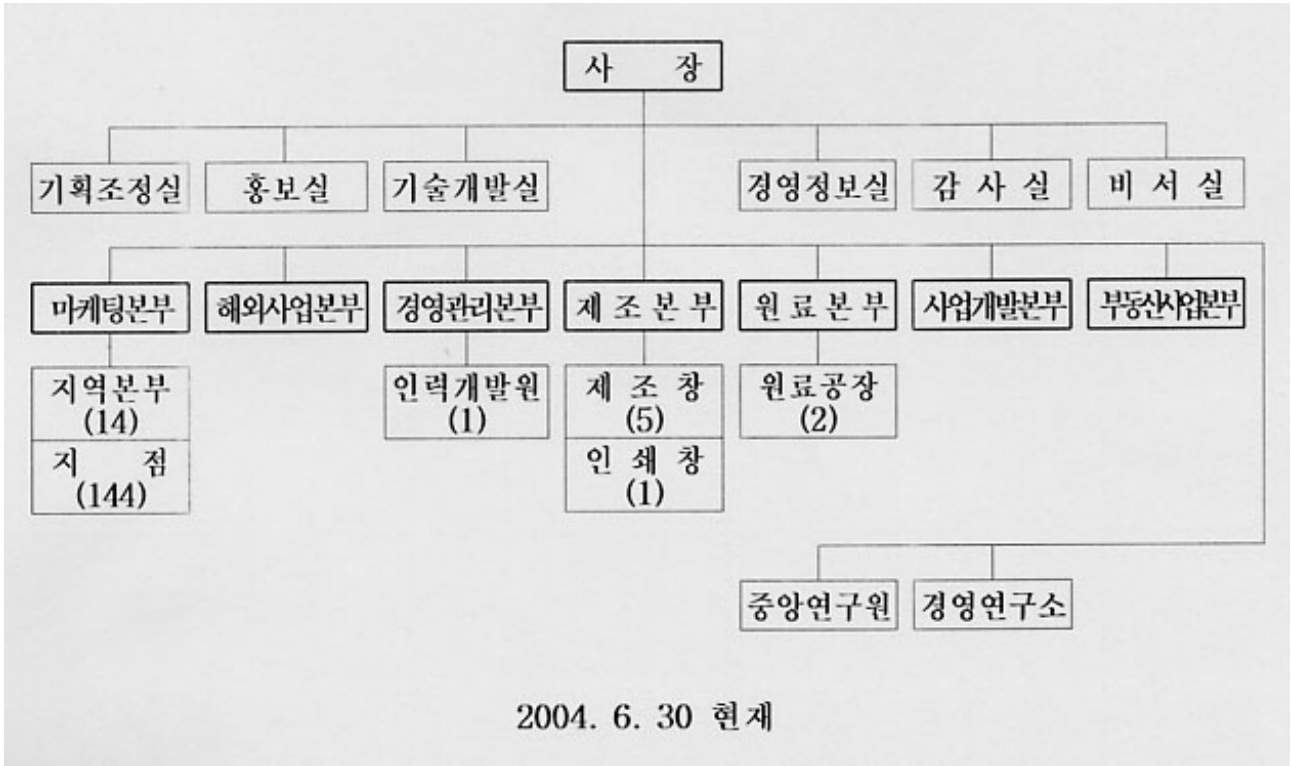 사 장
기획조정실 홍보실 기술개발실 경영정보실 감 사 실 비 서 실
마케팅본부 해외사업본부 경영관리본부 제 조 본 부 원 료 본 부 사업개발본부 부동산사업본부
지역본부 인력개발원 제 조 창 원료공장
(14) (1) (5) (2)
지 점 인 쇄 창
(144) (1)
중앙연구원 경영연구소
2004. 6. 30 현재